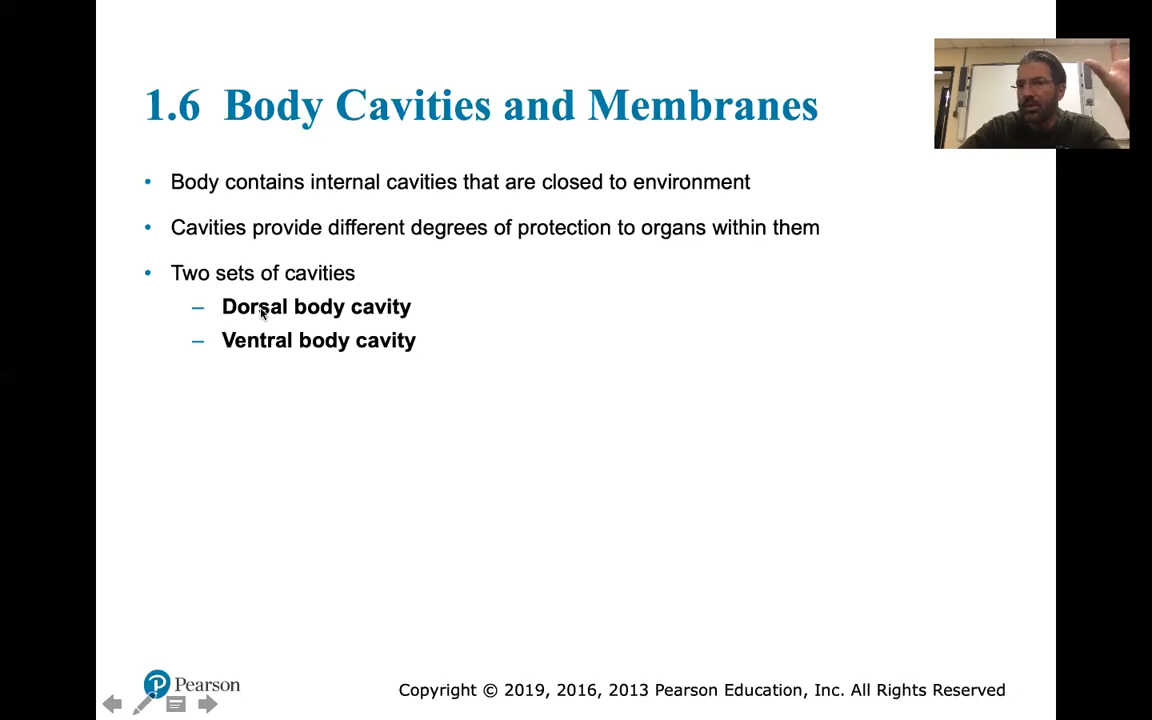 1.6 Body Cavities and Membranes
• Body contains internal cavities that are closed to environment
• Cavities provide different degrees of protection to organs within them
• Two sets of cavities
– Dorsal body cavity
– Ventral body cavity
Pearson
Copyright © 2019, 2016, 2013 Pearson Education, Inc. All Rights Reserved